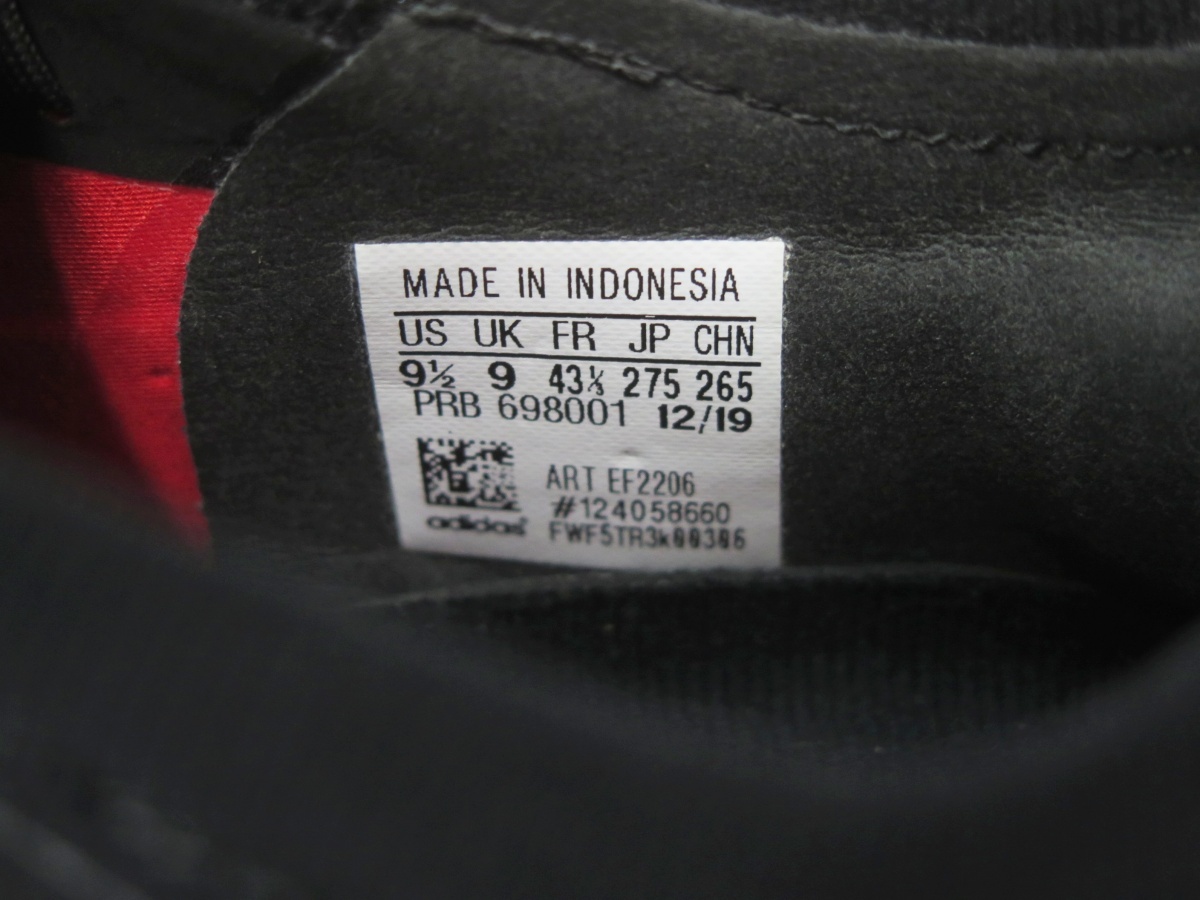 MADE IN INDONESIA
US UK FR JP CHN
9½ 9 43⅓ 275 265
PRB 698001 12/19
ART EF2206
#124058660
adidas FWF5TR3k00306